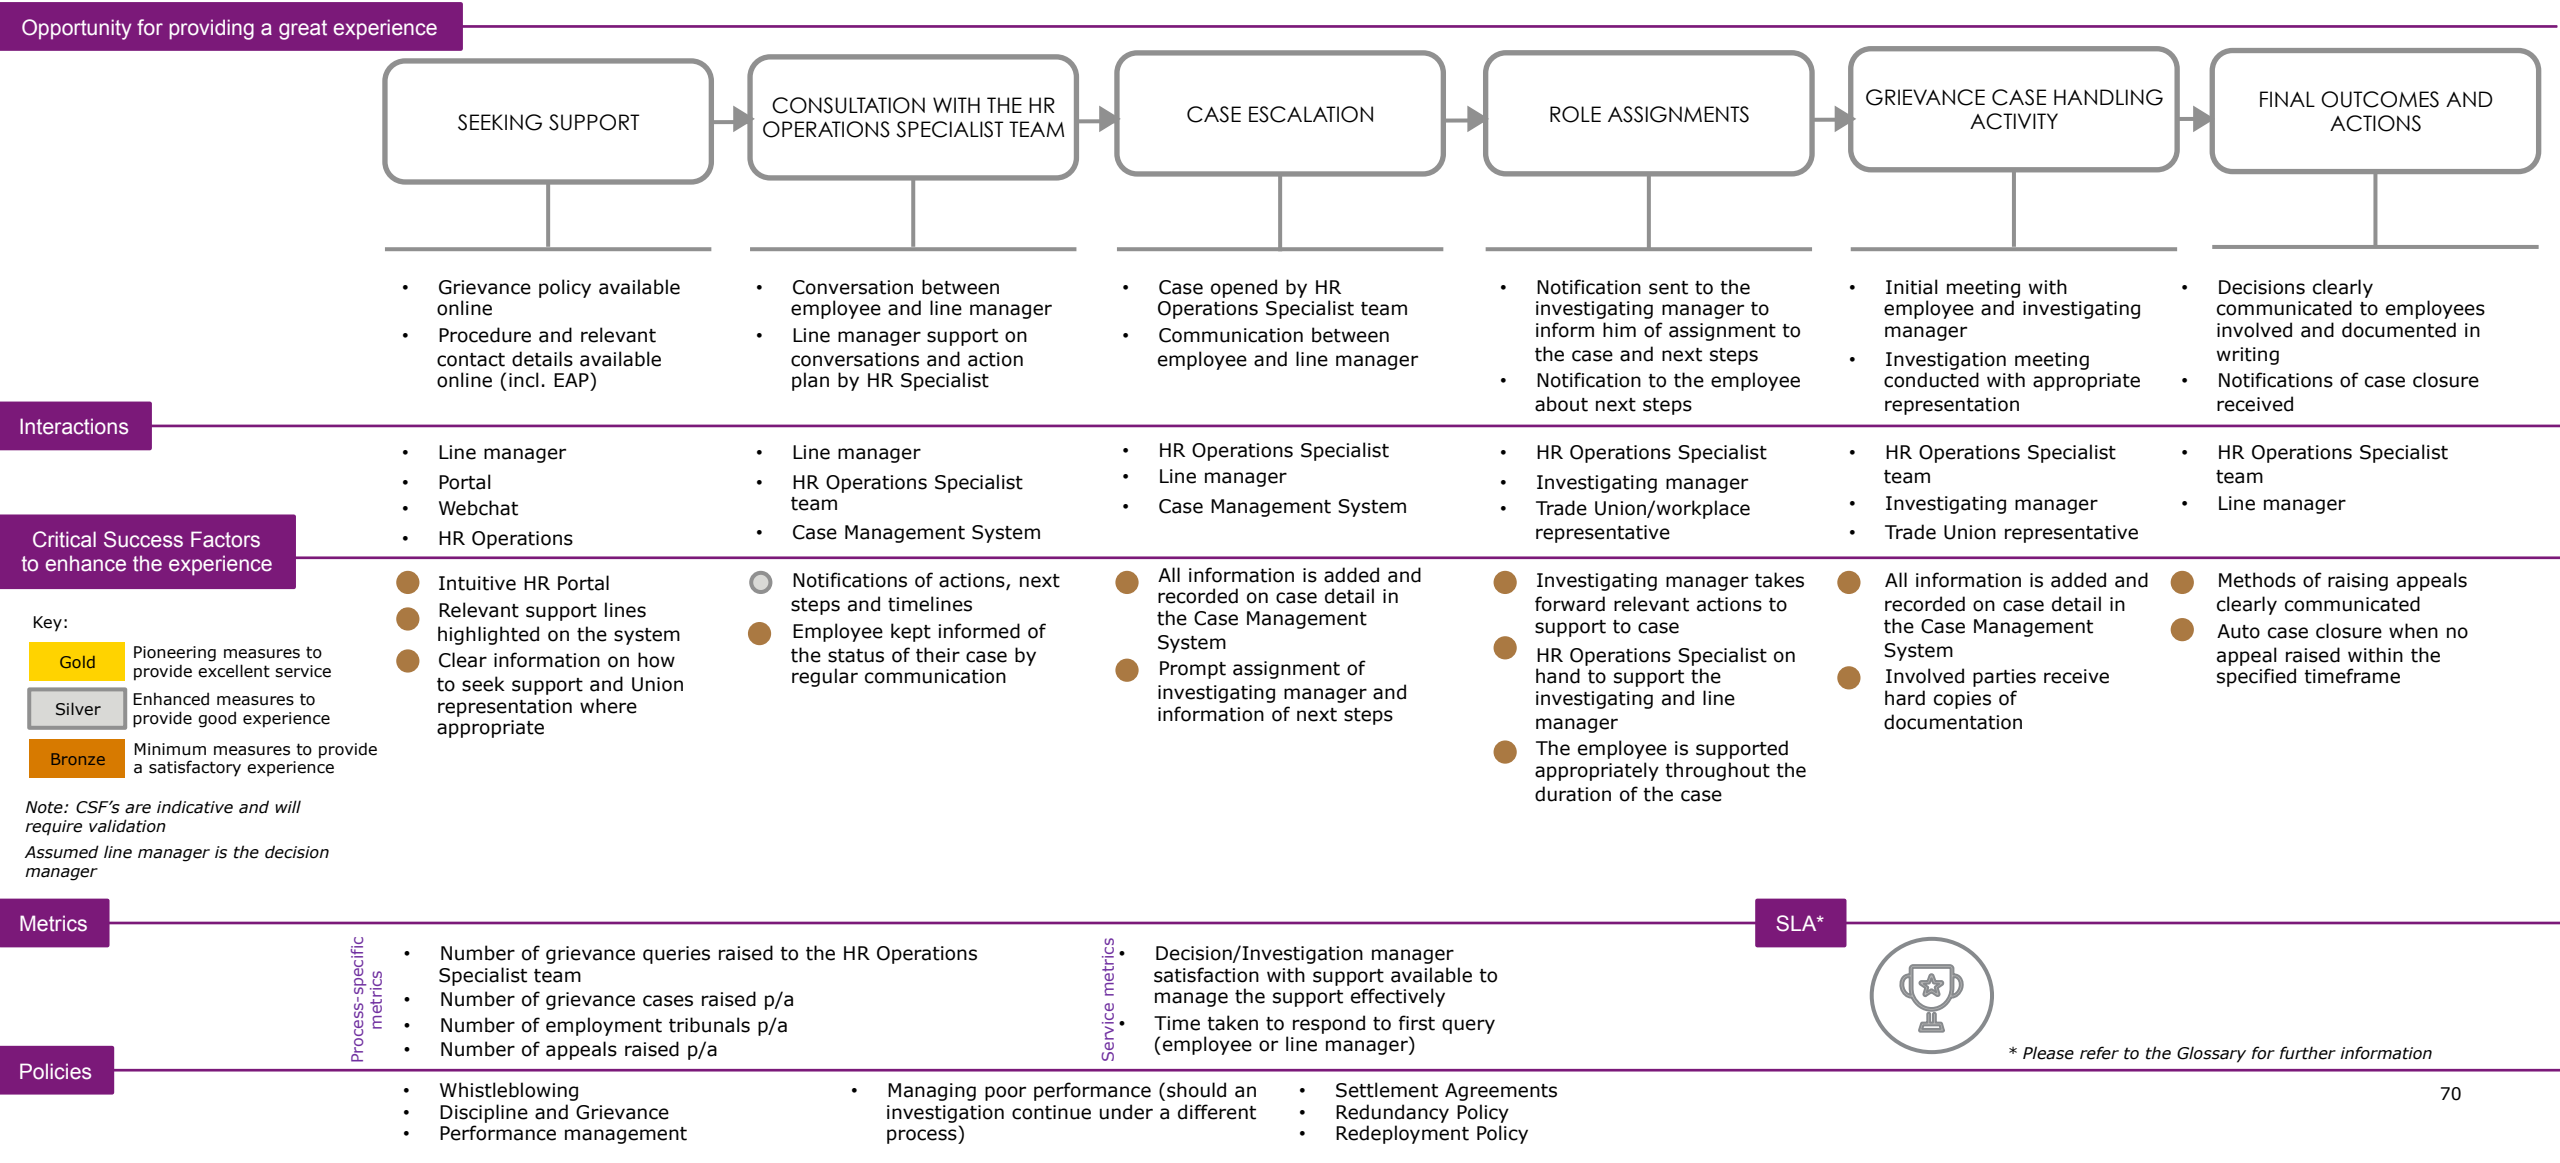 Opportunity for providing a great experience
SEEKING SUPPORT
CONSULTATION WITH THE HR
OPERATIONS SPECIALIST TEAM
CASE ESCALATION
ROLE ASSIGNMENTS
GRIEVANCE CASE HANDLING
ACTIVITY
FINAL OUTCOMES AND
ACTIONS
• Grievance policy available
online
• Procedure and relevant
contact details available
online (incl. EAP)
• Conversation between
employee and line manager
• Line manager support on
conversations and action
plan by HR Specialist
• Case opened by HR
Operations Specialist team
• Communication between
employee and line manager
• Notification sent to the
investigating manager to
inform him of assignment to
the case and next steps
• Notification to the employee
about next steps
• Initial meeting with
employee and investigating
manager
• Investigation meeting
conducted with appropriate
representation
• Decisions clearly
communicated to employees
involved and documented in
writing
• Notifications of case closure
received
Interactions
• Line manager
• Portal
• Webchat
• HR Operations
• Line manager
• HR Operations Specialist
team
• Case Management System
• HR Operations Specialist
• Line manager
• Case Management System
• HR Operations Specialist
• Investigating manager
• Trade Union/workplace
representative
• HR Operations Specialist
team
• Investigating manager
• Trade Union representative
• HR Operations Specialist
team
• Line manager
Critical Success Factors
to enhance the experience
Intuitive HR Portal
Relevant support lines
highlighted on the system
Clear information on how
to seek support and Union
representation where
appropriate
Notifications of actions, next
steps and timelines
Employee kept informed of
the status of their case by
regular communication
All information is added and
recorded on case detail in
the Case Management
System
Prompt assignment of
investigating manager and
information of next steps
Investigating manager takes
forward relevant actions to
support to case
HR Operations Specialist on
hand to support the
investigating and line
manager
The employee is supported
appropriately throughout the
duration of the case
All information is added and
recorded on case detail in
the Case Management
System
Involved parties receive
hard copies of
documentation
Methods of raising appeals
clearly communicated
Auto case closure when no
appeal raised within the
specified timeframe
Key:
Gold
Pioneering measures to
provide excellent service
Silver
Enhanced measures to
provide good experience
Bronze
Minimum measures to provide
a satisfactory experience
Note: CSF’s are indicative and will
require validation
Assumed line manager is the decision
manager
Metrics
SLA*
Process-specific
metrics
• Number of grievance queries raised to the HR Operations
Specialist team
• Number of grievance cases raised p/a
• Number of employment tribunals p/a
• Number of appeals raised p/a
Service metrics
• Decision/Investigation manager
satisfaction with support available to
manage the support effectively
• Time taken to respond to first query
(employee or line manager)
* Please refer to the Glossary for further information
Policies
• Whistleblowing
• Discipline and Grievance
• Performance management
• Managing poor performance (should an
investigation continue under a different
process)
• Settlement Agreements
• Redundancy Policy
• Redeployment Policy
70